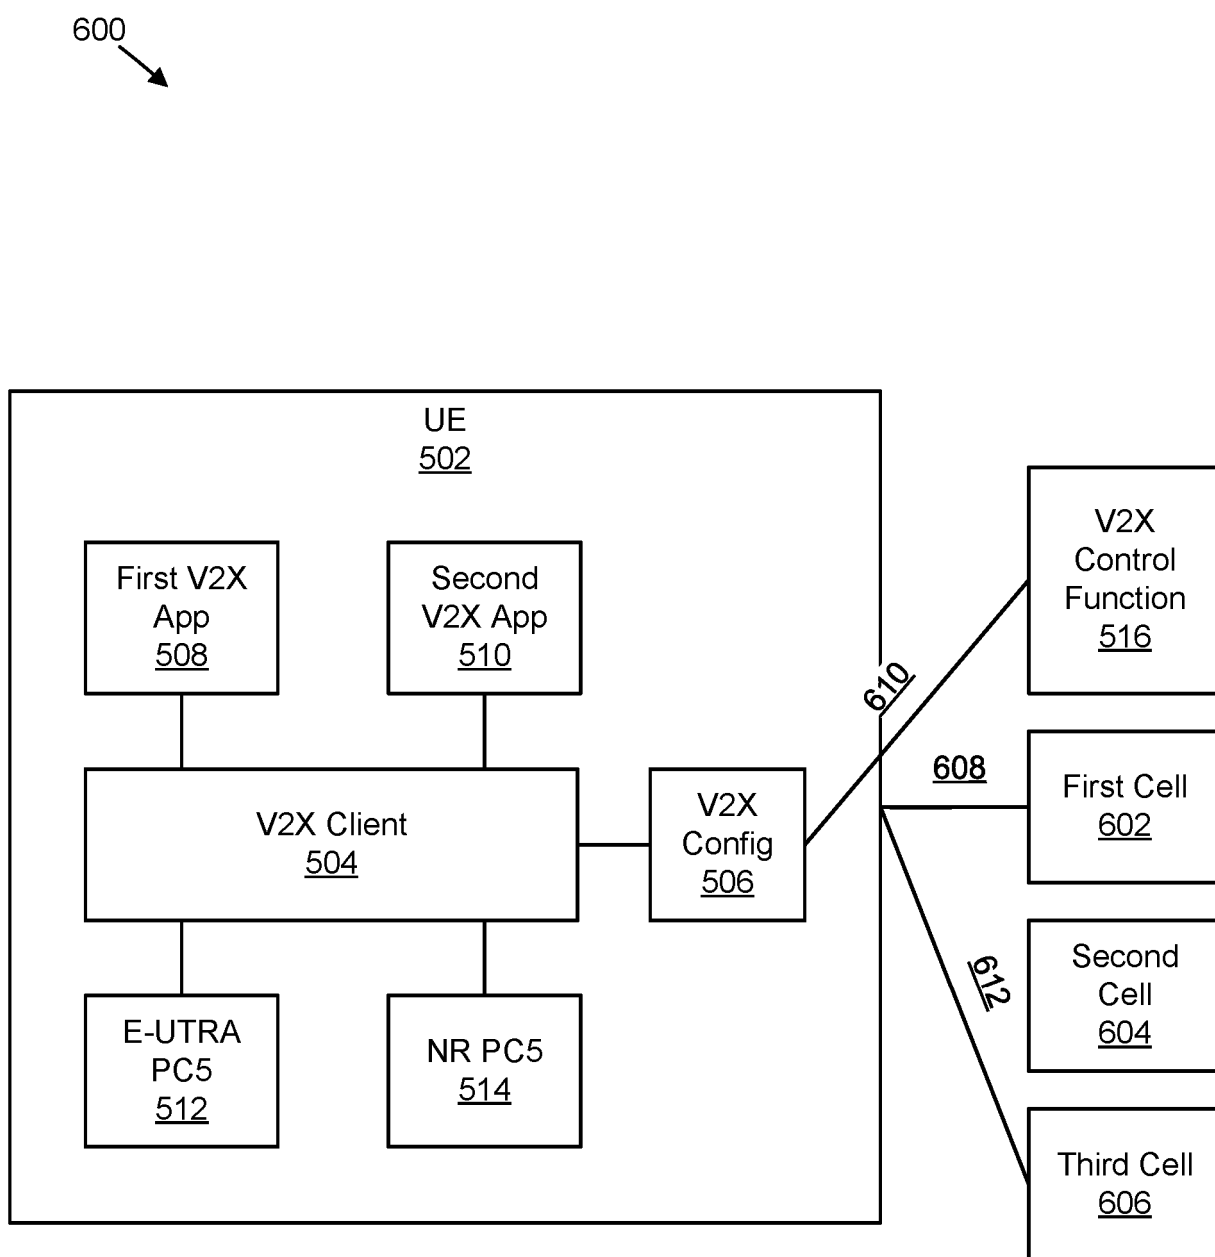 600
UE
502
First V2X
App
508
Second
V2X App
510
V2X Client
504
V2X
Config
506
E-UTRA
PC5
512
NR PC5
514
610
608
612
V2X
Control
Function
516
First Cell
602
Second
Cell
604
Third Cell
606